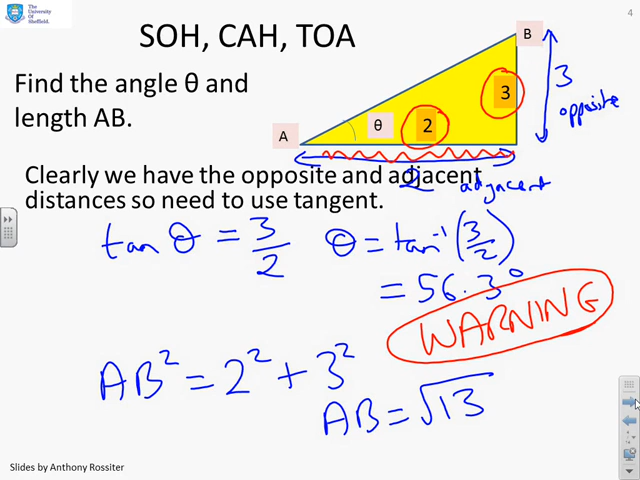 The
University
Of
Sheffield.
4
SOH, CAH, TOA
Find the angle θ and
length AB.
A
B
θ
2
3
3
opposite
2 adjacent
Clearly we have the opposite and adjacent
distances so need to use tangent.
tan θ = 3/2
θ = tan⁻¹(3/2)
= 56.3°
WARNING
AB² = 2² + 3²
AB = √13
Slides by Anthony Rossiter